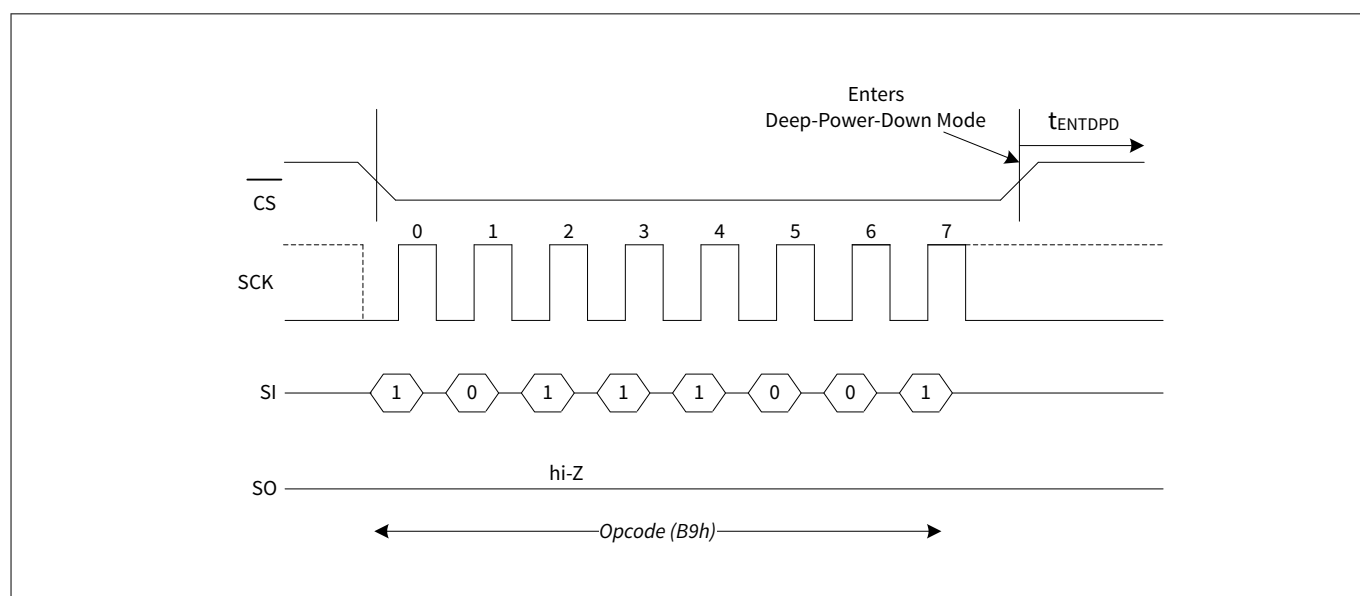 Enters
Deep-Power-Down Mode
tENTDPD
CS
0 1 2 3 4 5 6 7
SCK
SI
1 0 1 1 1 0 0 1
hi-Z
SO
Opcode (B9h)